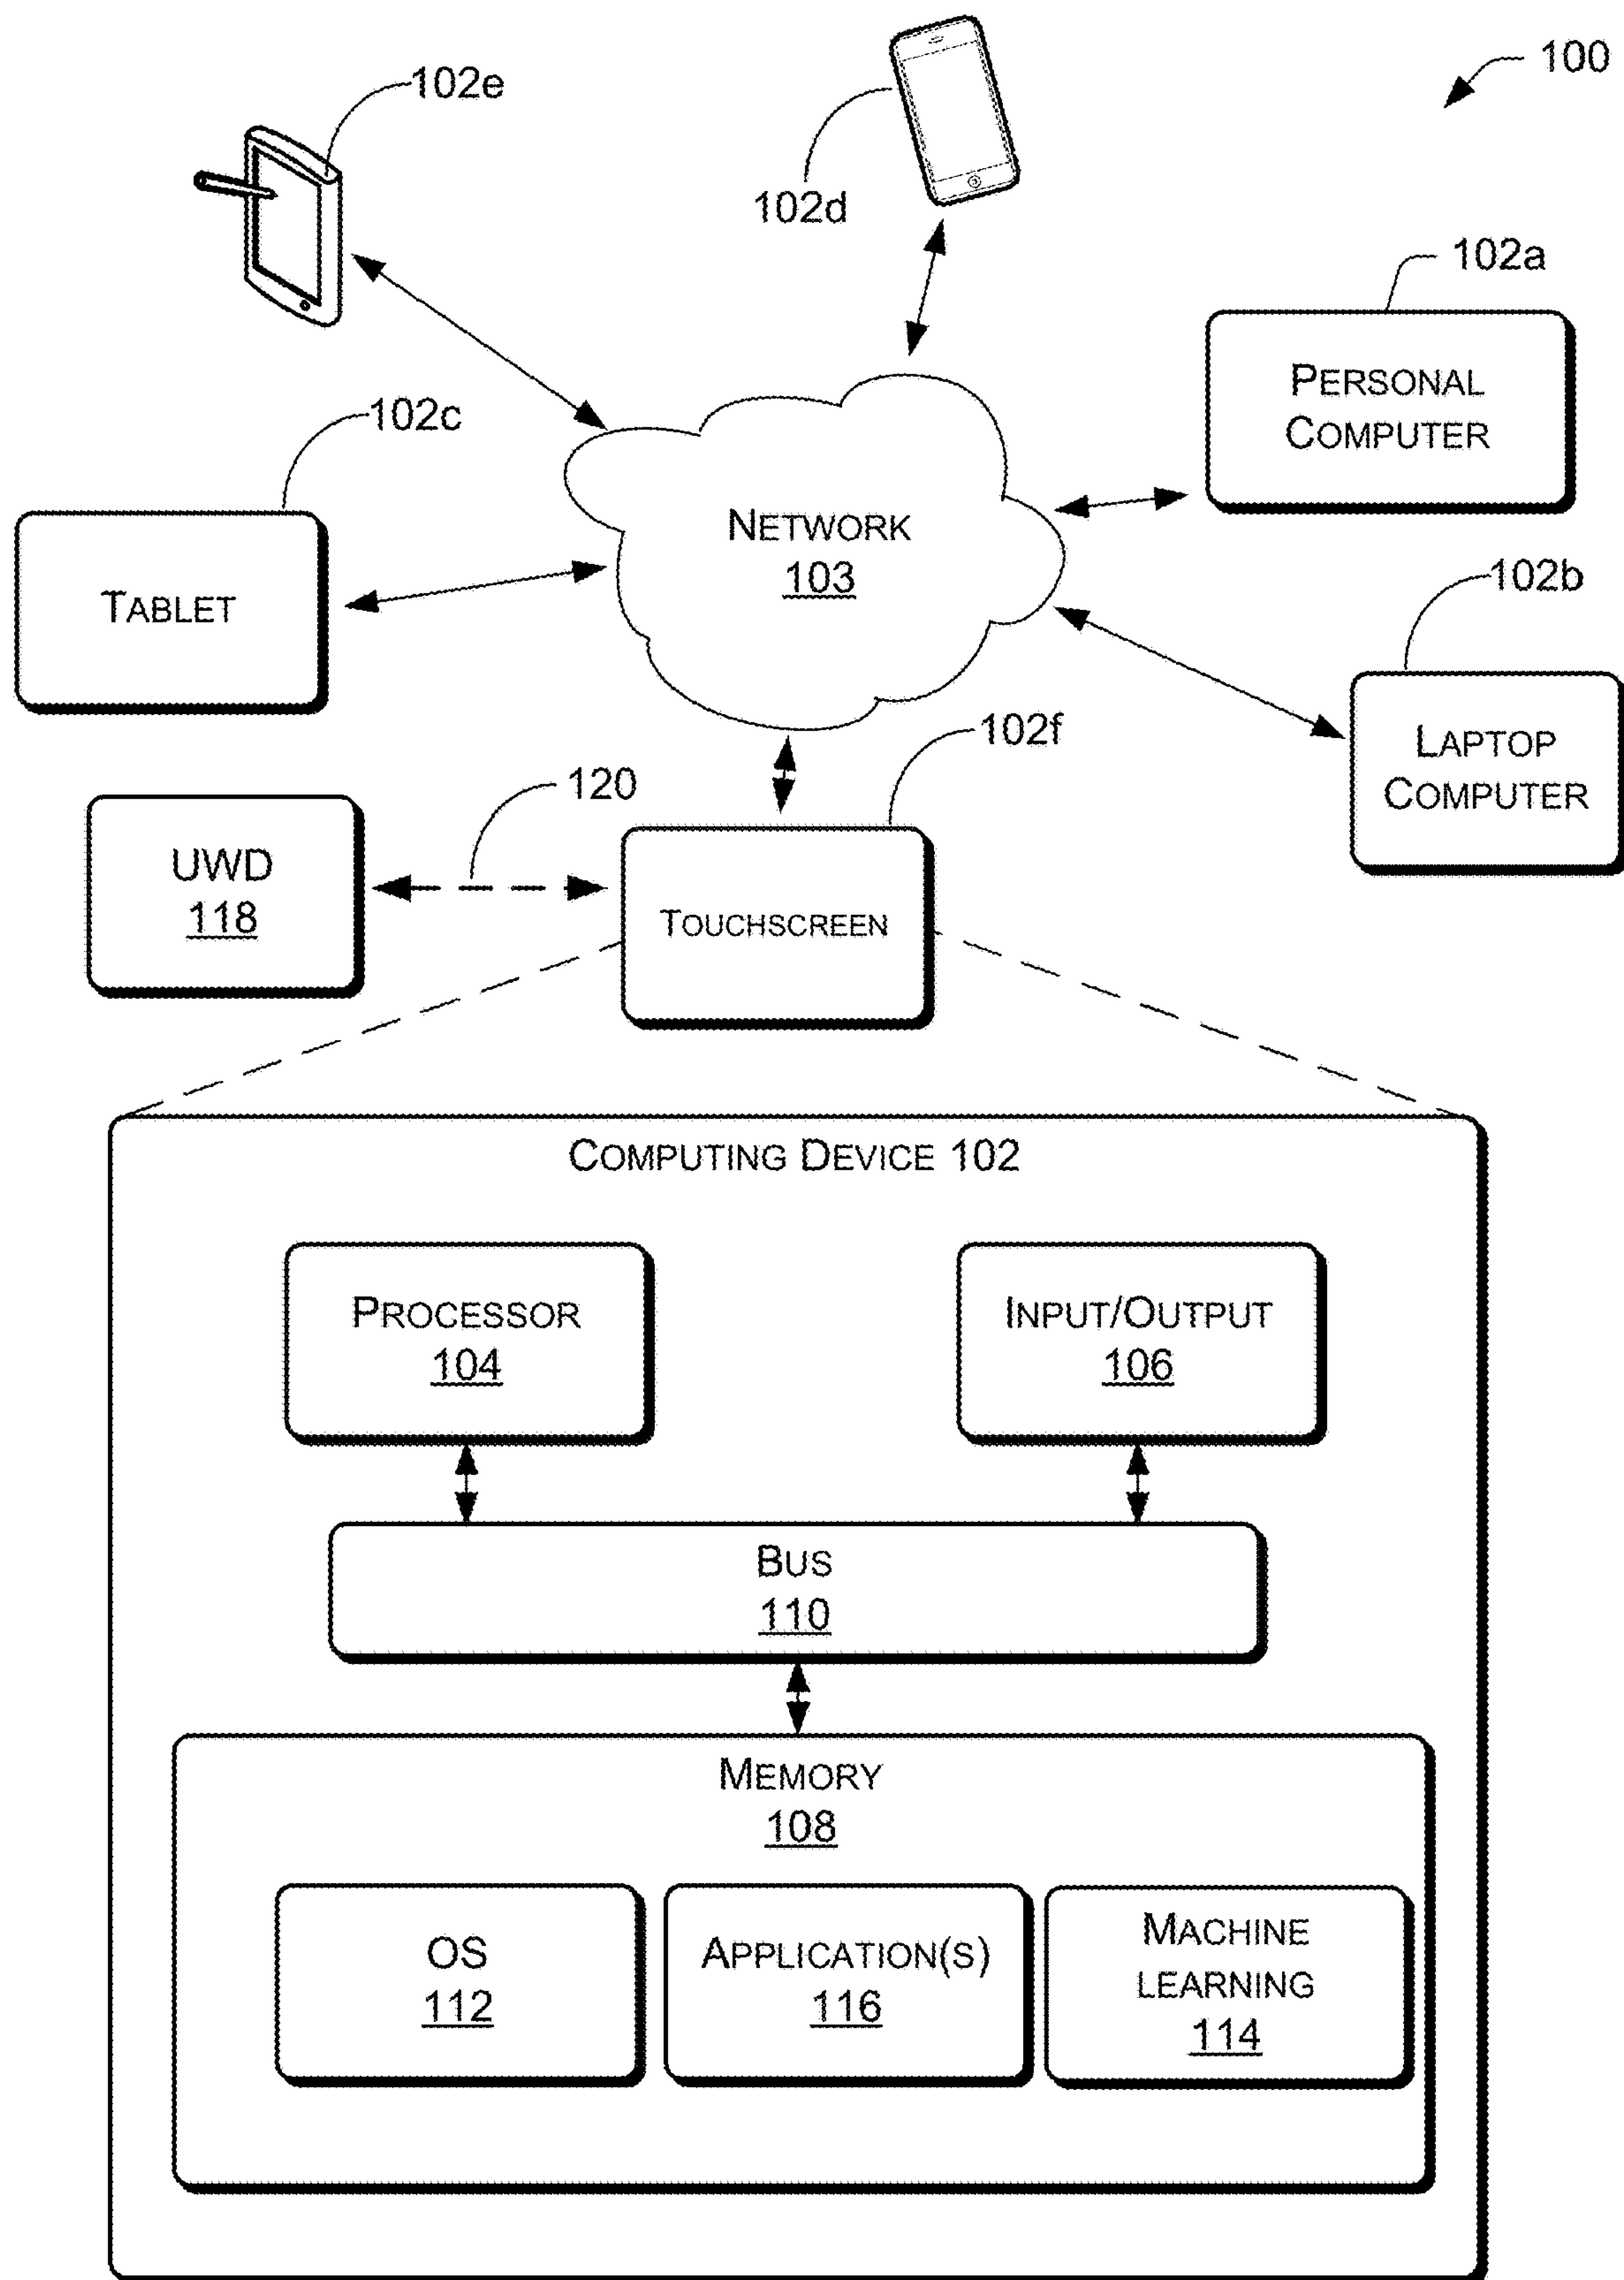 100
102e
102d
102a
PERSONAL
COMPUTER
102c
NETWORK
103
TABLET
102b
LAPTOP
COMPUTER
102f
120
UWD
118
TOUCHSCREEN
COMPUTING DEVICE 102
PROCESSOR
104
INPUT/OUTPUT
106
BUS
110
MEMORY
108
OS
112
APPLICATION(S)
116
MACHINE
LEARNING
114